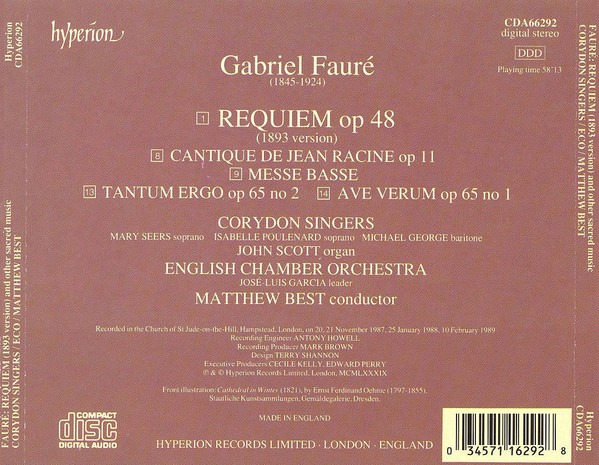 Hyperion
CDA66292
hyperion
CDA66292
digital stereo
DDD
Playing time 58'13
Gabriel Fauré
(1845-1924)
1 REQUIEM op 48
(1893 version)
8 CANTIQUE DE JEAN RACINE op 11
9 MESSE BASSE
13 TANTUM ERGO op 65 no 2 14 AVE VERUM op 65 no 1
CORYDON SINGERS
MARY SEERS soprano ISABELLE POULENARD soprano MICHAEL GEORGE baritone
JOHN SCOTT organ
ENGLISH CHAMBER ORCHESTRA
JOSÉ-LUIS GARCIA leader
MATTHEW BEST conductor
Recorded in the Church of St Jude-on-the-Hill, Hampstead, London, on 20, 21 November 1987, 25 January 1988, 10 February 1989
Recording Engineer ANTONY HOWELL
Recording Producer MARK BROWN
Design TERRY SHANNON
Executive Producers CECILE KELLY, EDWARD PERRY
℗ & © Hyperion Records Limited, London, MCMLXXXIX
Front illustration: Cathedral in Winter (1821), by Ernst Ferdinand Oehme (1797-1855).
Staatliche Kunstsammlungen, Gemäldegalerie, Dresden.
COMPACT
disc
DIGITAL AUDIO
MADE IN ENGLAND
HYPERION RECORDS LIMITED · LONDON · ENGLAND
0 34571 16292 8
FAURÉ: REQUIEM (1893 version) and other sacred music
CORYDON SINGERS / ECO / MATTHEW BEST
FAURÉ: REQUIEM (1893 version) and other sacred music
CORYDON SINGERS / ECO / MATTHEW BEST
Hyperion
CDA66292